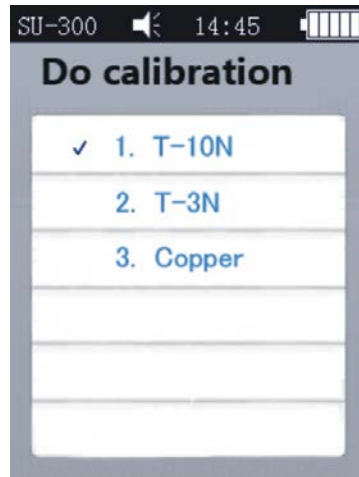 SU-300 14:45
Do calibration
✓ 1. T-10N
2. T-3N
3. Copper